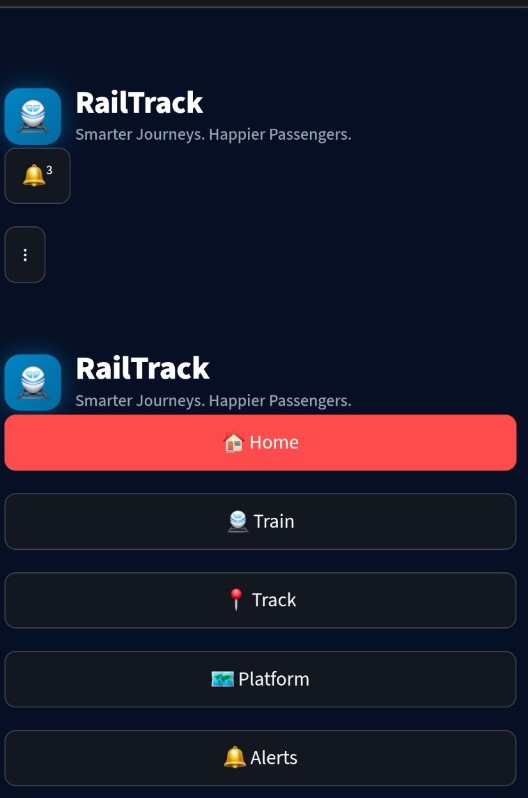 RailTrack
Smarter Journeys. Happier Passengers.
3
RailTrack
Smarter Journeys. Happier Passengers.
Home
Train
Track
Platform
Alerts